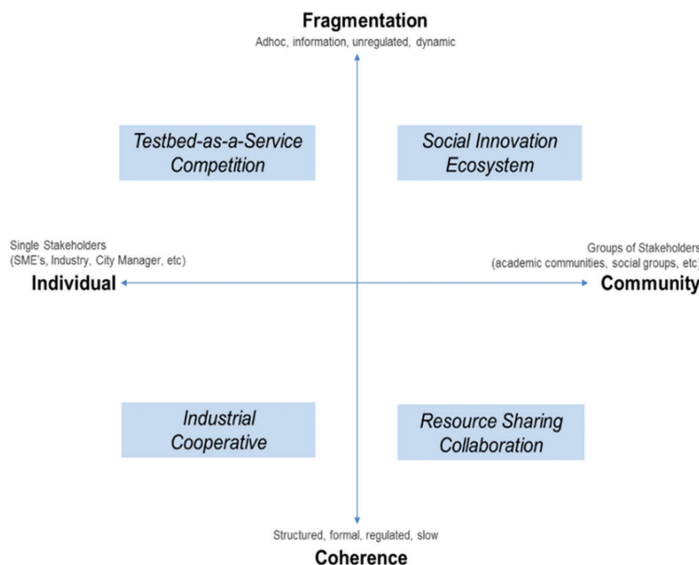 Fragmentation
Adhoc, information, unregulated, dynamic
Testbed-as-a-Service
Competition
Social Innovation
Ecosystem
Single Stakeholders
(SME's, Industry, City Manager, etc)
Individual
Groups of Stakeholders
(academic communities, social groups, etc)
Community
Industrial
Cooperative
Resource Sharing
Collaboration
Structured, formal, regulated, slow
Coherence